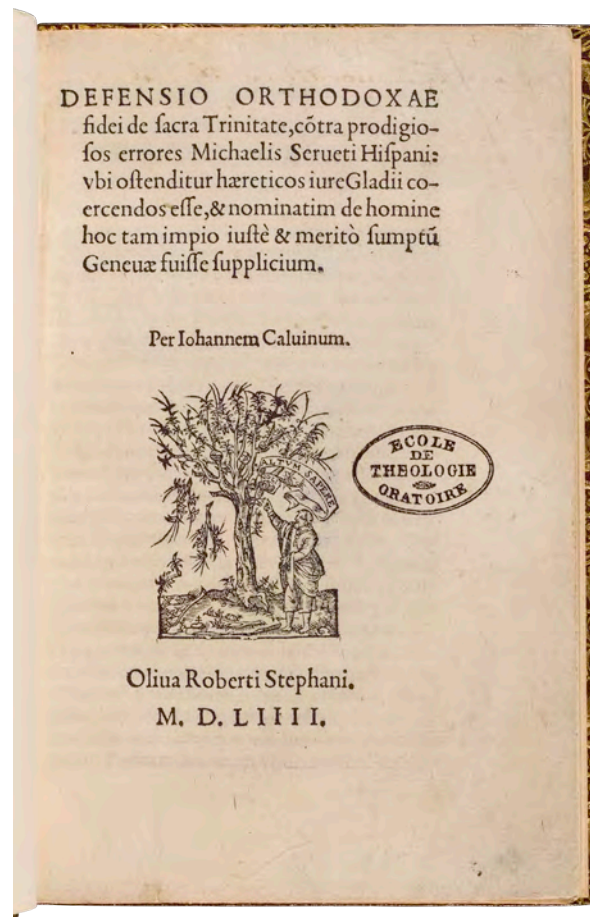 DEFENSIO ORTHODOXAE
fidei de ſacra Trinitate, cõtra prodigio-
ſos errores Michaelis Serueti Hiſpani:
vbi oſtenditur hæreticos iure Gladii co-
ercendos eſſe, & nominatim de homine
hoc tam impio iuſtè & meritò ſumptũ
Geneuæ fuiſſe ſupplicium.
Per Iohannem Caluinum.
ALTVM SAPERE
ECOLE
DE
THEOLOGIE
ORATOIRE
Oliua Roberti Stephani.
M. D. LIIII.